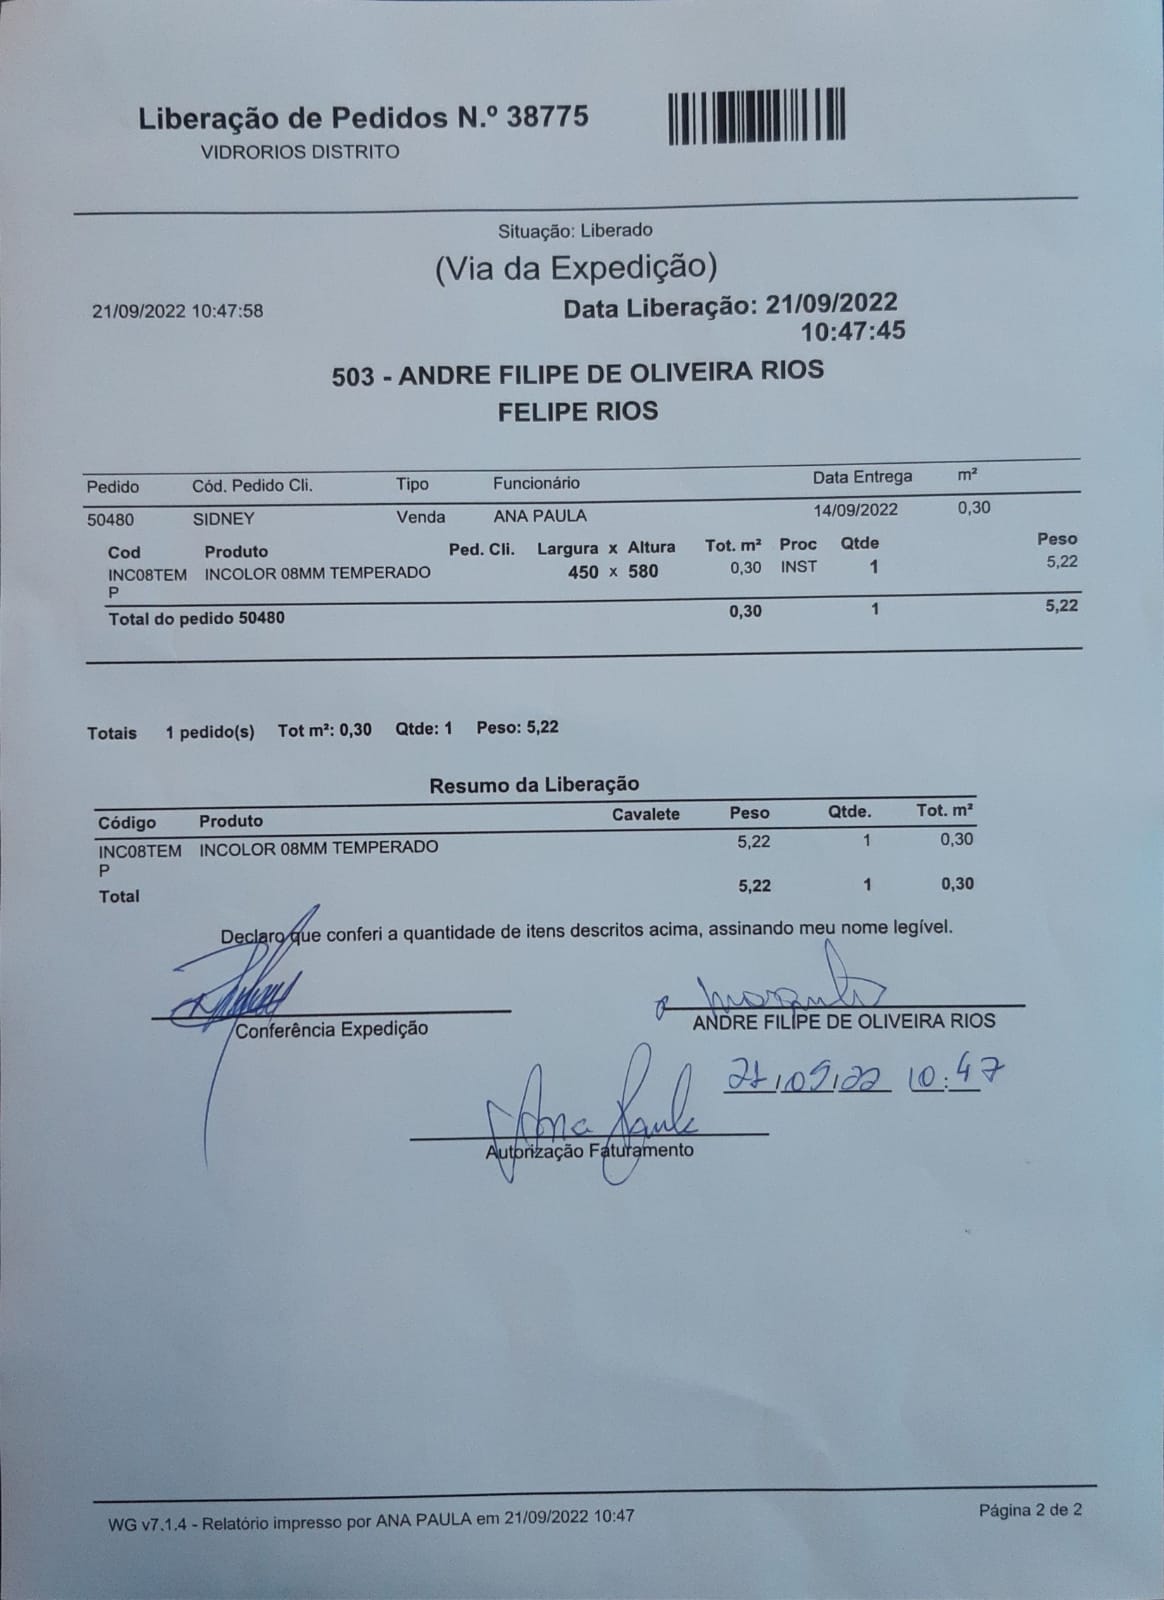 Liberação de Pedidos N.º 38775
VIDRORIOS DISTRITO
Situação: Liberado
(Via da Expedição)
21/09/2022 10:47:58
Data Liberação: 21/09/2022
10:47:45
503 - ANDRE FILIPE DE OLIVEIRA RIOS
FELIPE RIOS
Pedido Cód. Pedido Cli. Tipo Funcionário Data Entrega m²
50480 SIDNEY Venda ANA PAULA 14/09/2022 0,30
Cod Produto Ped. Cli. Largura x Altura Tot. m² Proc Qtde Peso
INC08TEM INCOLOR 08MM TEMPERADO 450 x 580 0,30 INST 1 5,22
P
Total do pedido 50480 0,30 1 5,22
Totais 1 pedido(s) Tot m²: 0,30 Qtde: 1 Peso: 5,22
Resumo da Liberação
Código Produto Cavalete Peso Qtde. Tot. m²
INC08TEM INCOLOR 08MM TEMPERADO 5,22 1 0,30
P
Total 5,22 1 0,30
Declaro que conferi a quantidade de itens descritos acima, assinando meu nome legível.
Conferência Expedição
ANDRE FILIPE DE OLIVEIRA RIOS
21/09/22 10:47
Ana Paula
Autorização Faturamento
WG v7.1.4 - Relatório impresso por ANA PAULA em 21/09/2022 10:47
Página 2 de 2